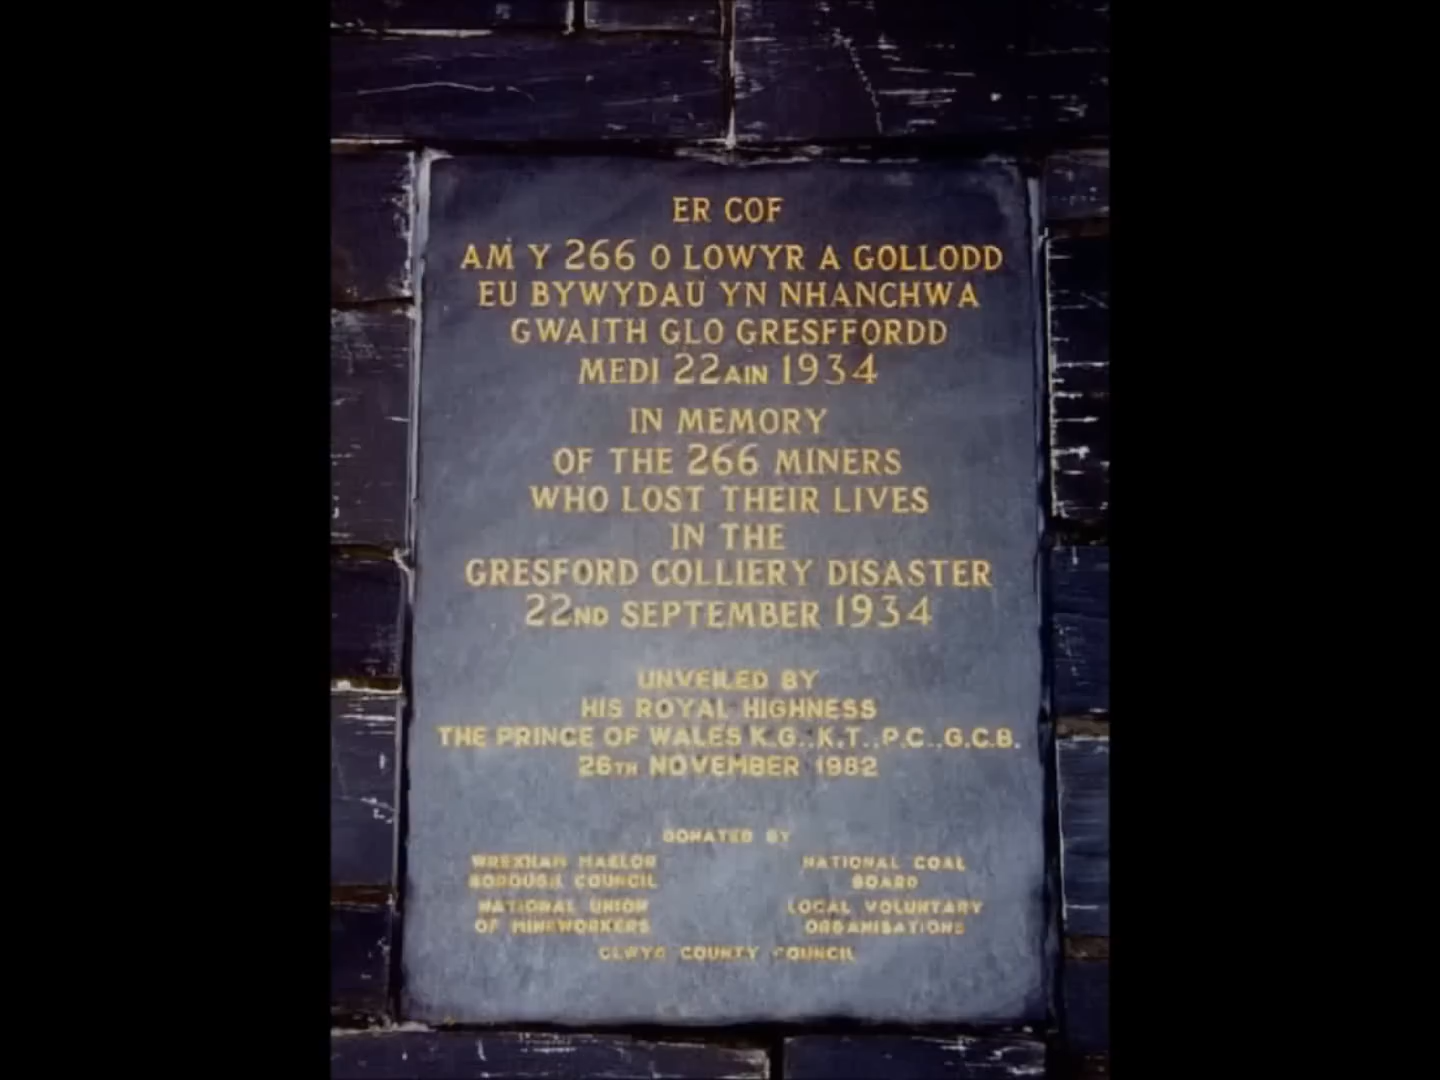 ER COF
AM Y 266 O LOWYR A GOLLODD
EU BYWYDAU YN NHANCHWA
GWAITH GLO GRESFFORDD
MEDI 22AIN 1934
IN MEMORY
OF THE 266 MINERS
WHO LOST THEIR LIVES
IN THE
GRESFORD COLLIERY DISASTER
22ND SEPTEMBER 1934
UNVEILED BY
HIS ROYAL HIGHNESS
THE PRINCE OF WALES K.G., K.T., P.C., G.C.B.
26TH NOVEMBER 1982
DONATED BY
WREXHAM MAELOR
BOROUGH COUNCIL
NATIONAL COAL
BOARD
NATIONAL UNION
OF MINEWORKERS
LOCAL VOLUNTARY
ORGANISATIONS
CLWYD COUNTY COUNCIL